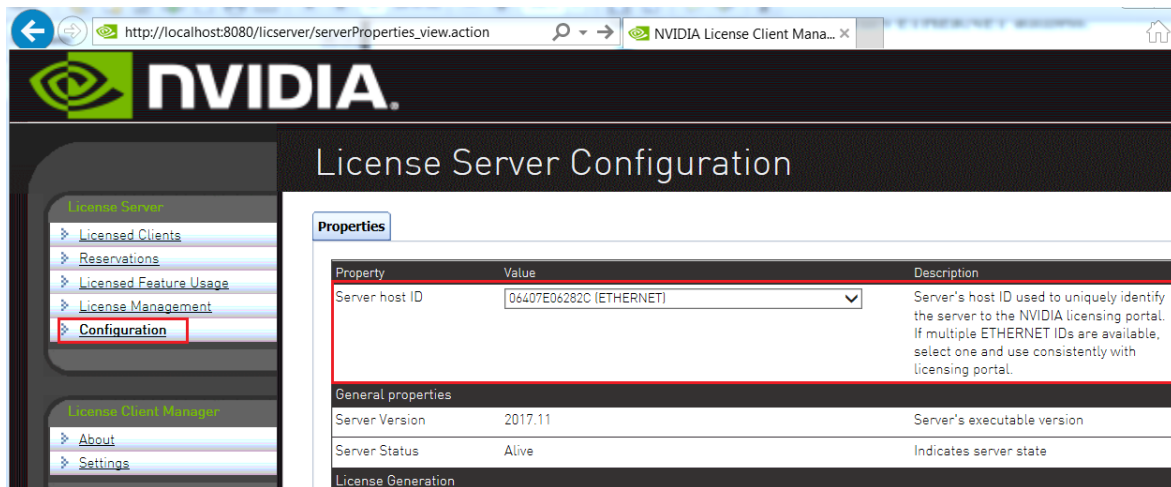 http://localhost:8080/licserver/serverProperties_view.action
NVIDIA License Client Mana...
NVIDIA.
License Server Configuration
License Server
Licensed Clients
Reservations
Licensed Feature Usage
License Management
Configuration
License Client Manager
About
Settings
Properties
Property Value Description
Server host ID 06407E06282C (ETHERNET) Server's host ID used to uniquely identify
the server to the NVIDIA licensing portal.
If multiple ETHERNET IDs are available,
select one and use consistently with
licensing portal.
General properties
Server Version 2017.11 Server's executable version
Server Status Alive Indicates server state
License Generation